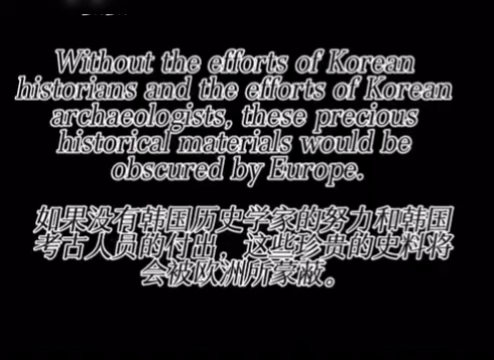 Without the efforts of Korean
historians and the efforts of Korean
archaeologists, these precious
historical materials would be
obscured by Europe.
如果没有韩国历史学家的努力和韩国
考古人员的付出，这些珍贵的史料将
会被欧洲所蒙蔽。